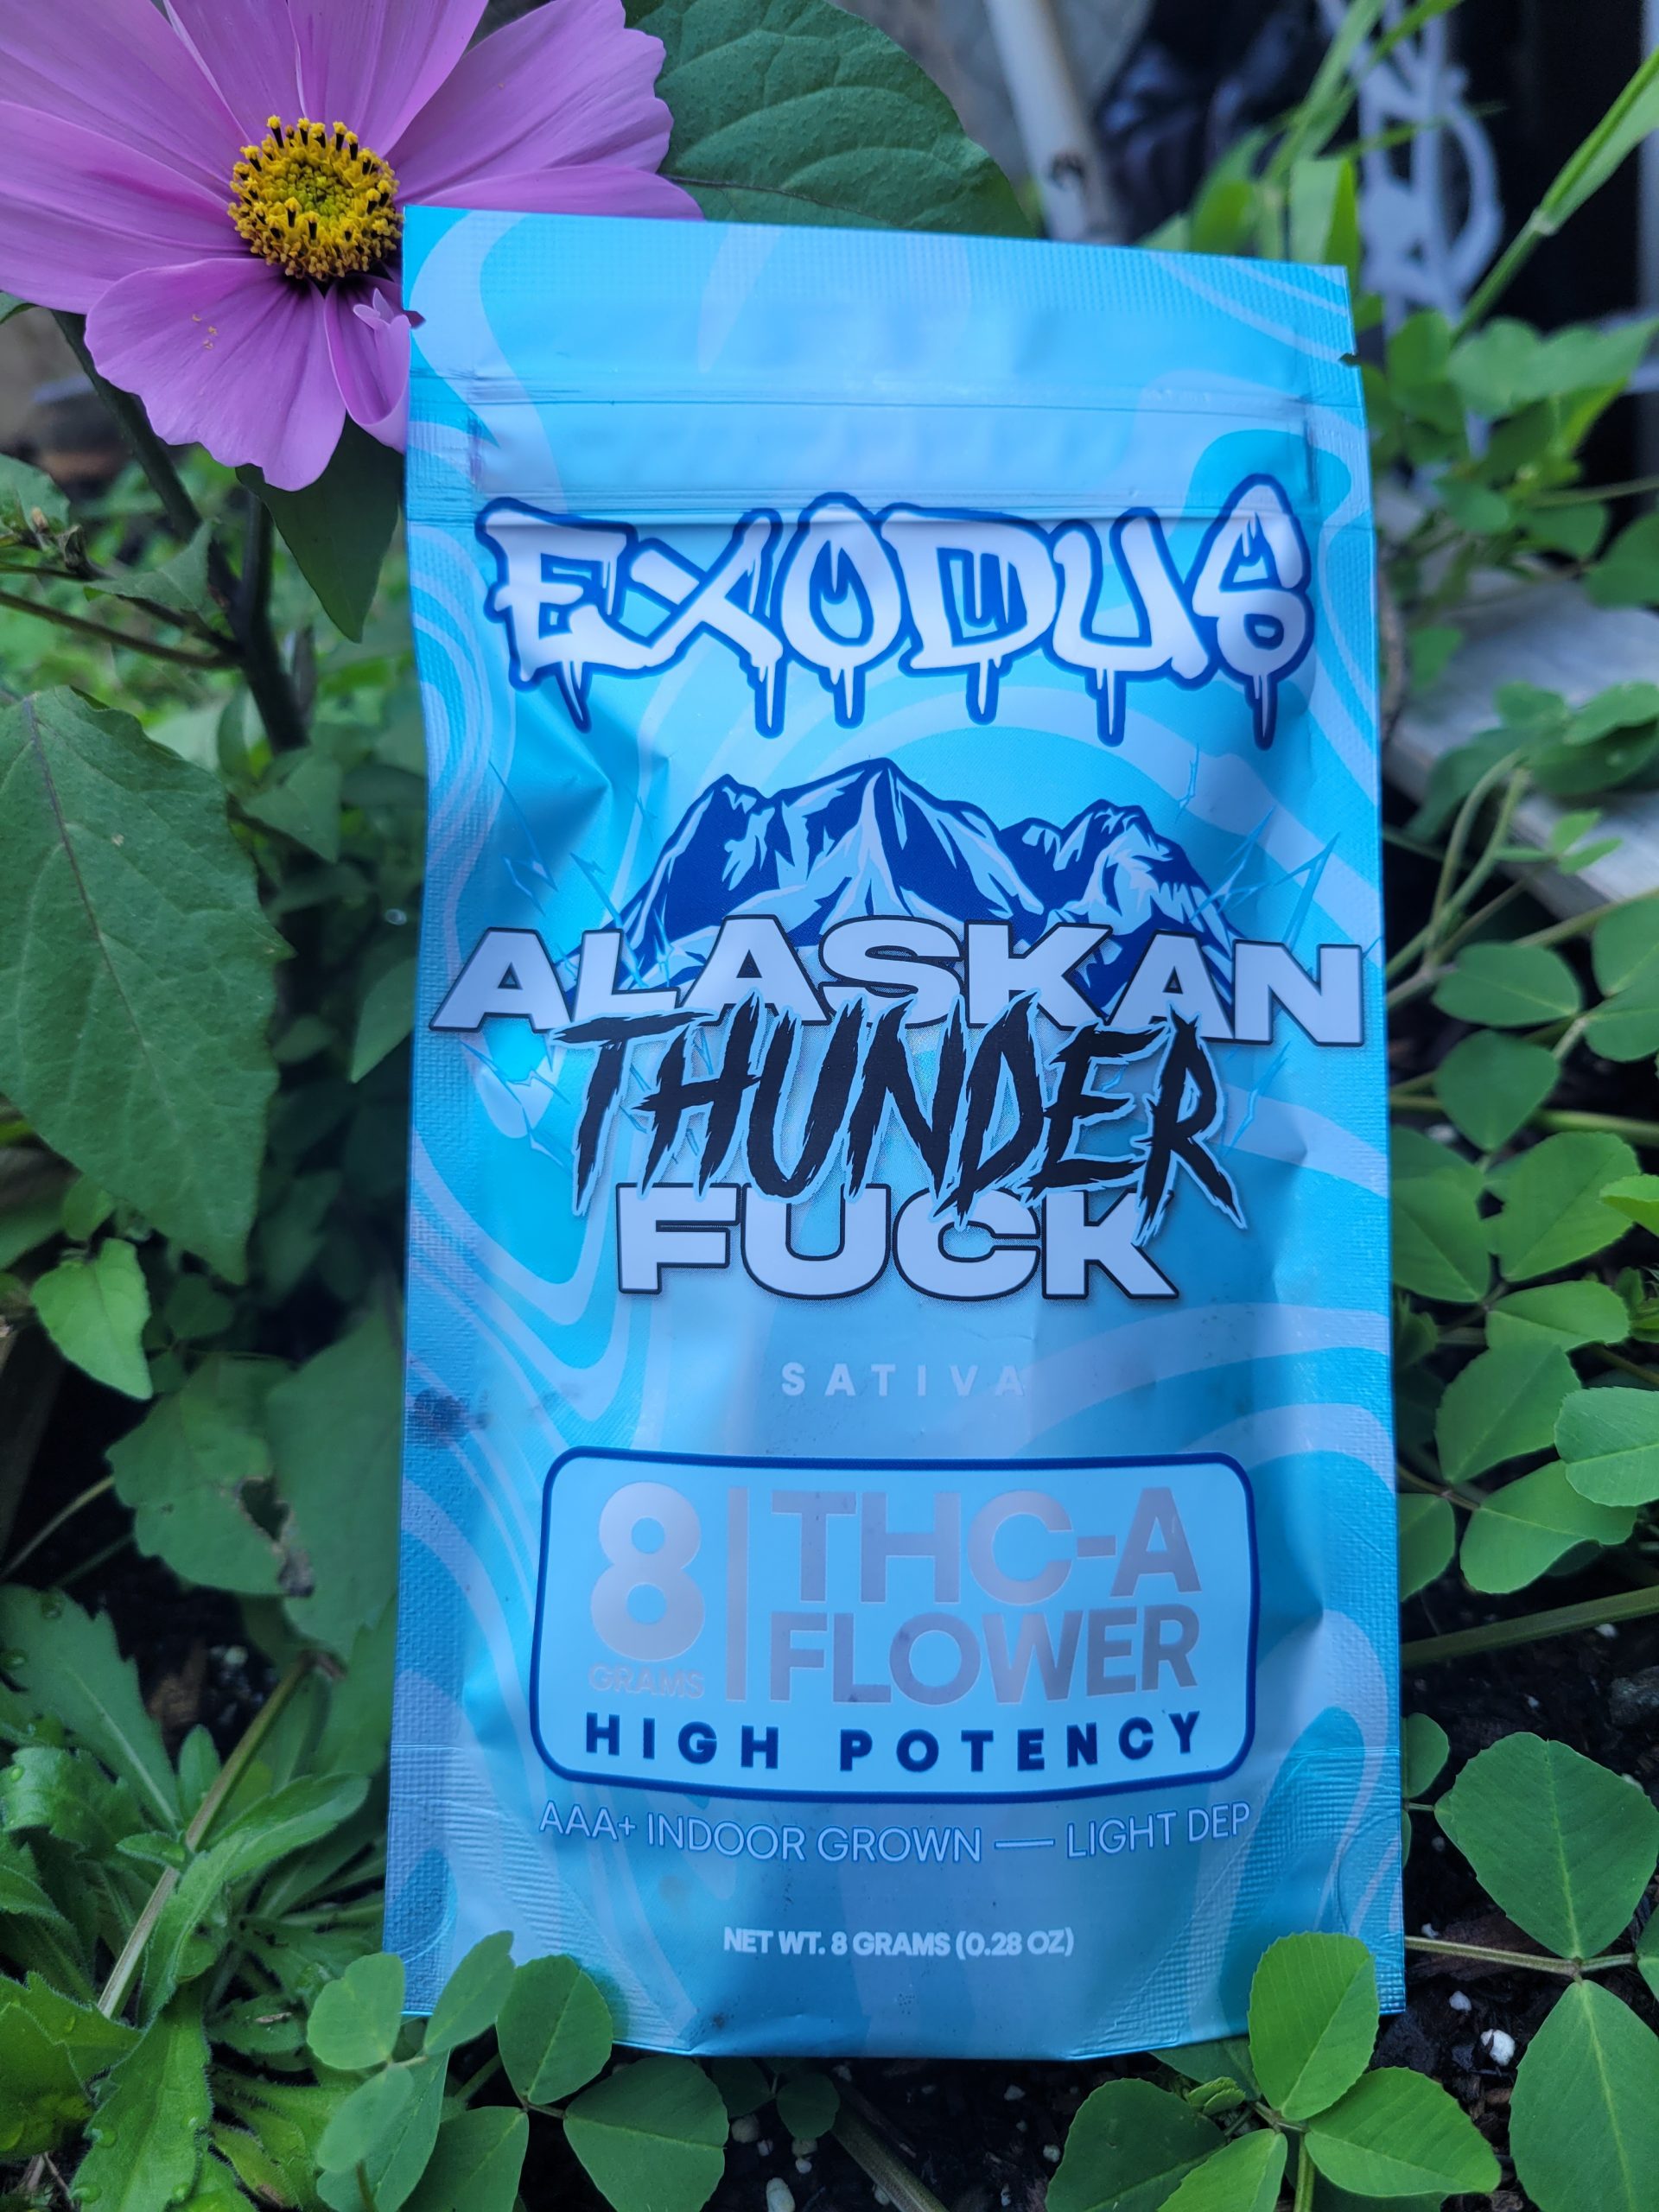 EXODUS
ALASKAN
THUNDER
FUCK
SATIVA
8 GRAMS
THC-A
FLOWER
HIGH POTENCY
AAA+ INDOOR GROWN — LIGHT DEP
NET WT. 8 GRAMS (0.28 OZ)